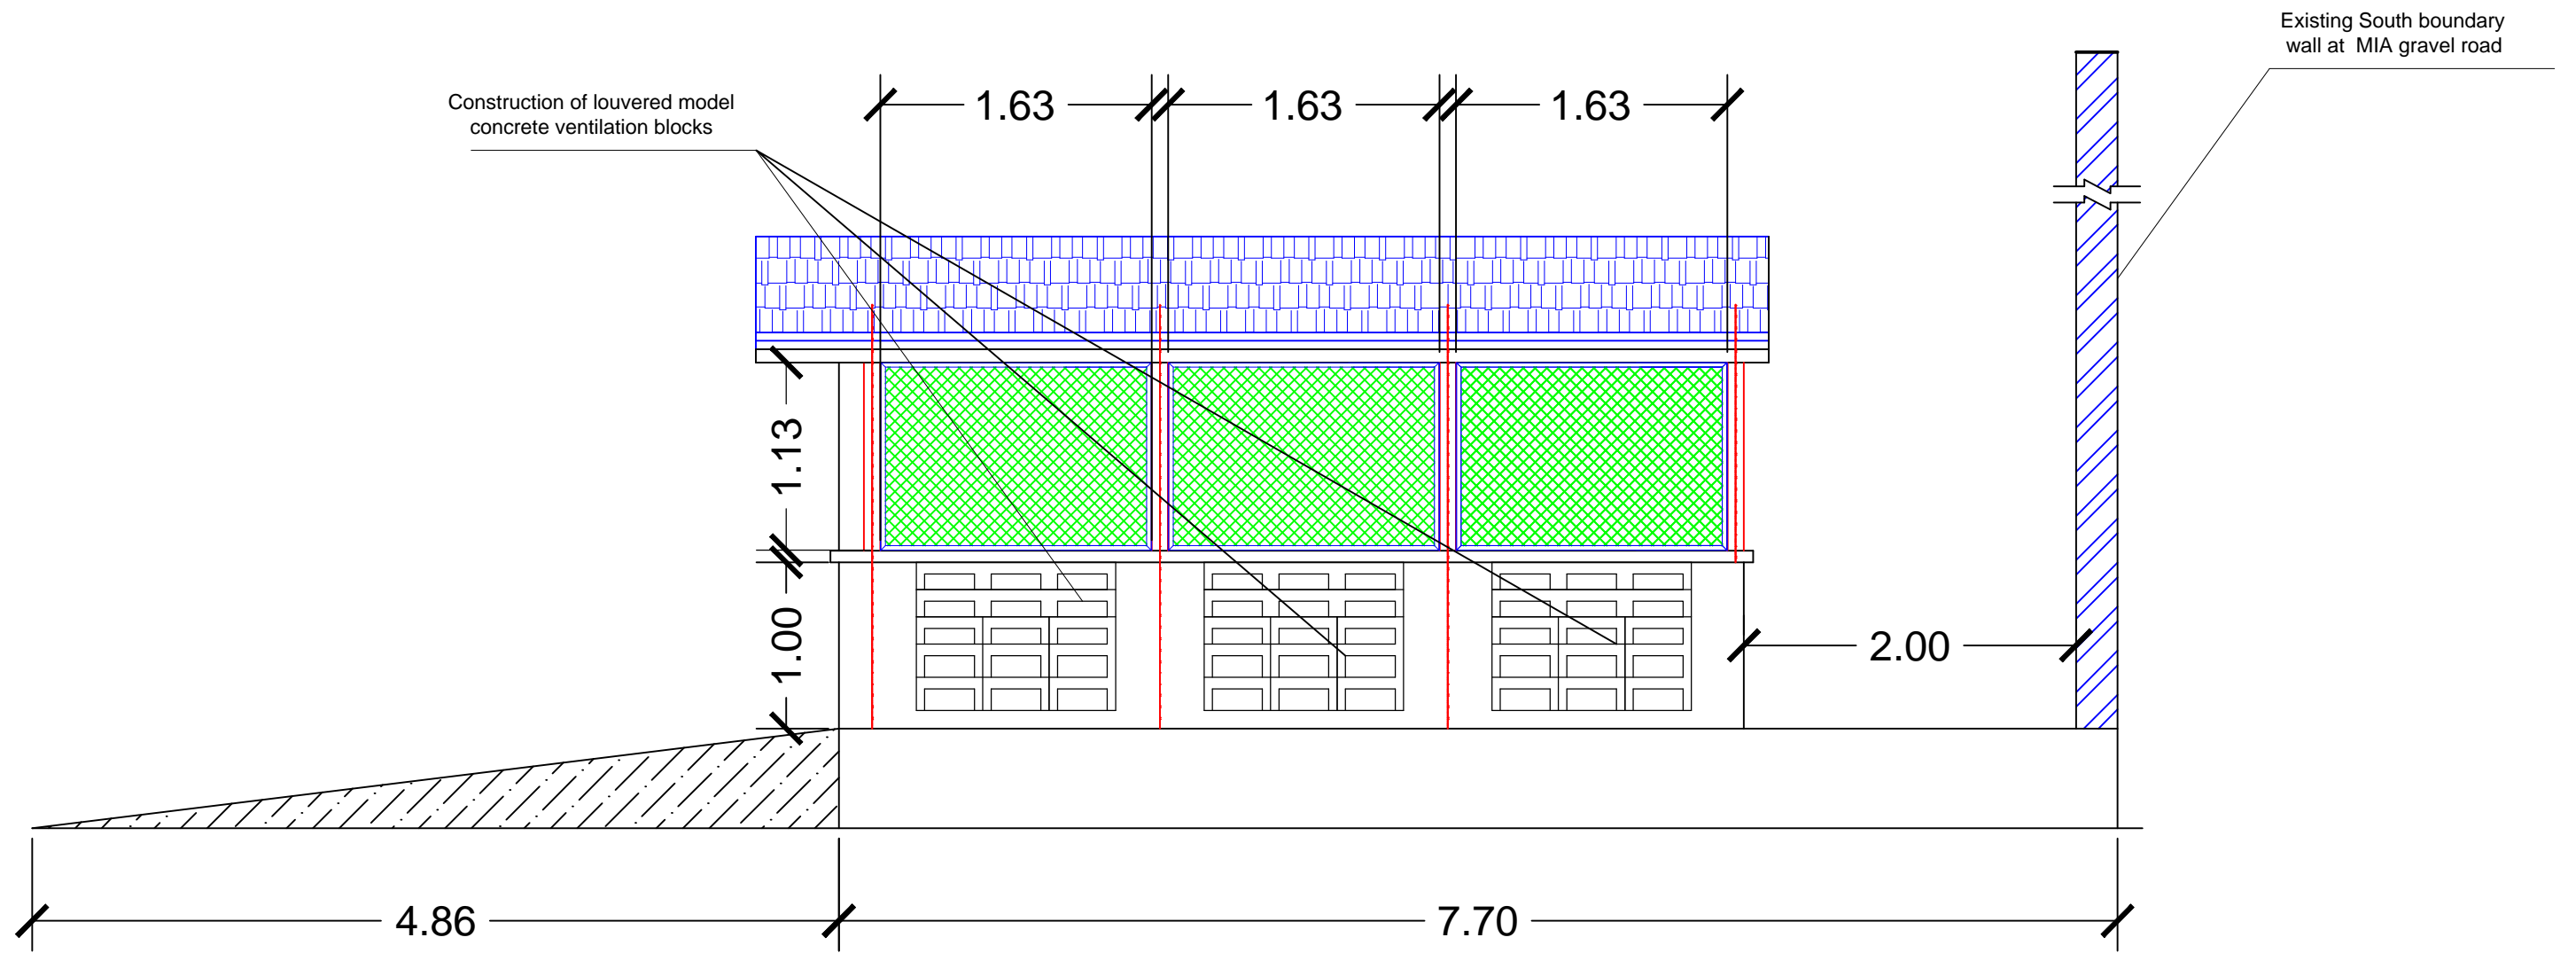 Existing South boundary
wall at MIA gravel road
Construction of louvered model
concrete ventilation blocks
1.63
1.63
1.63
1.13
1.00
2.00
4.86
7.70